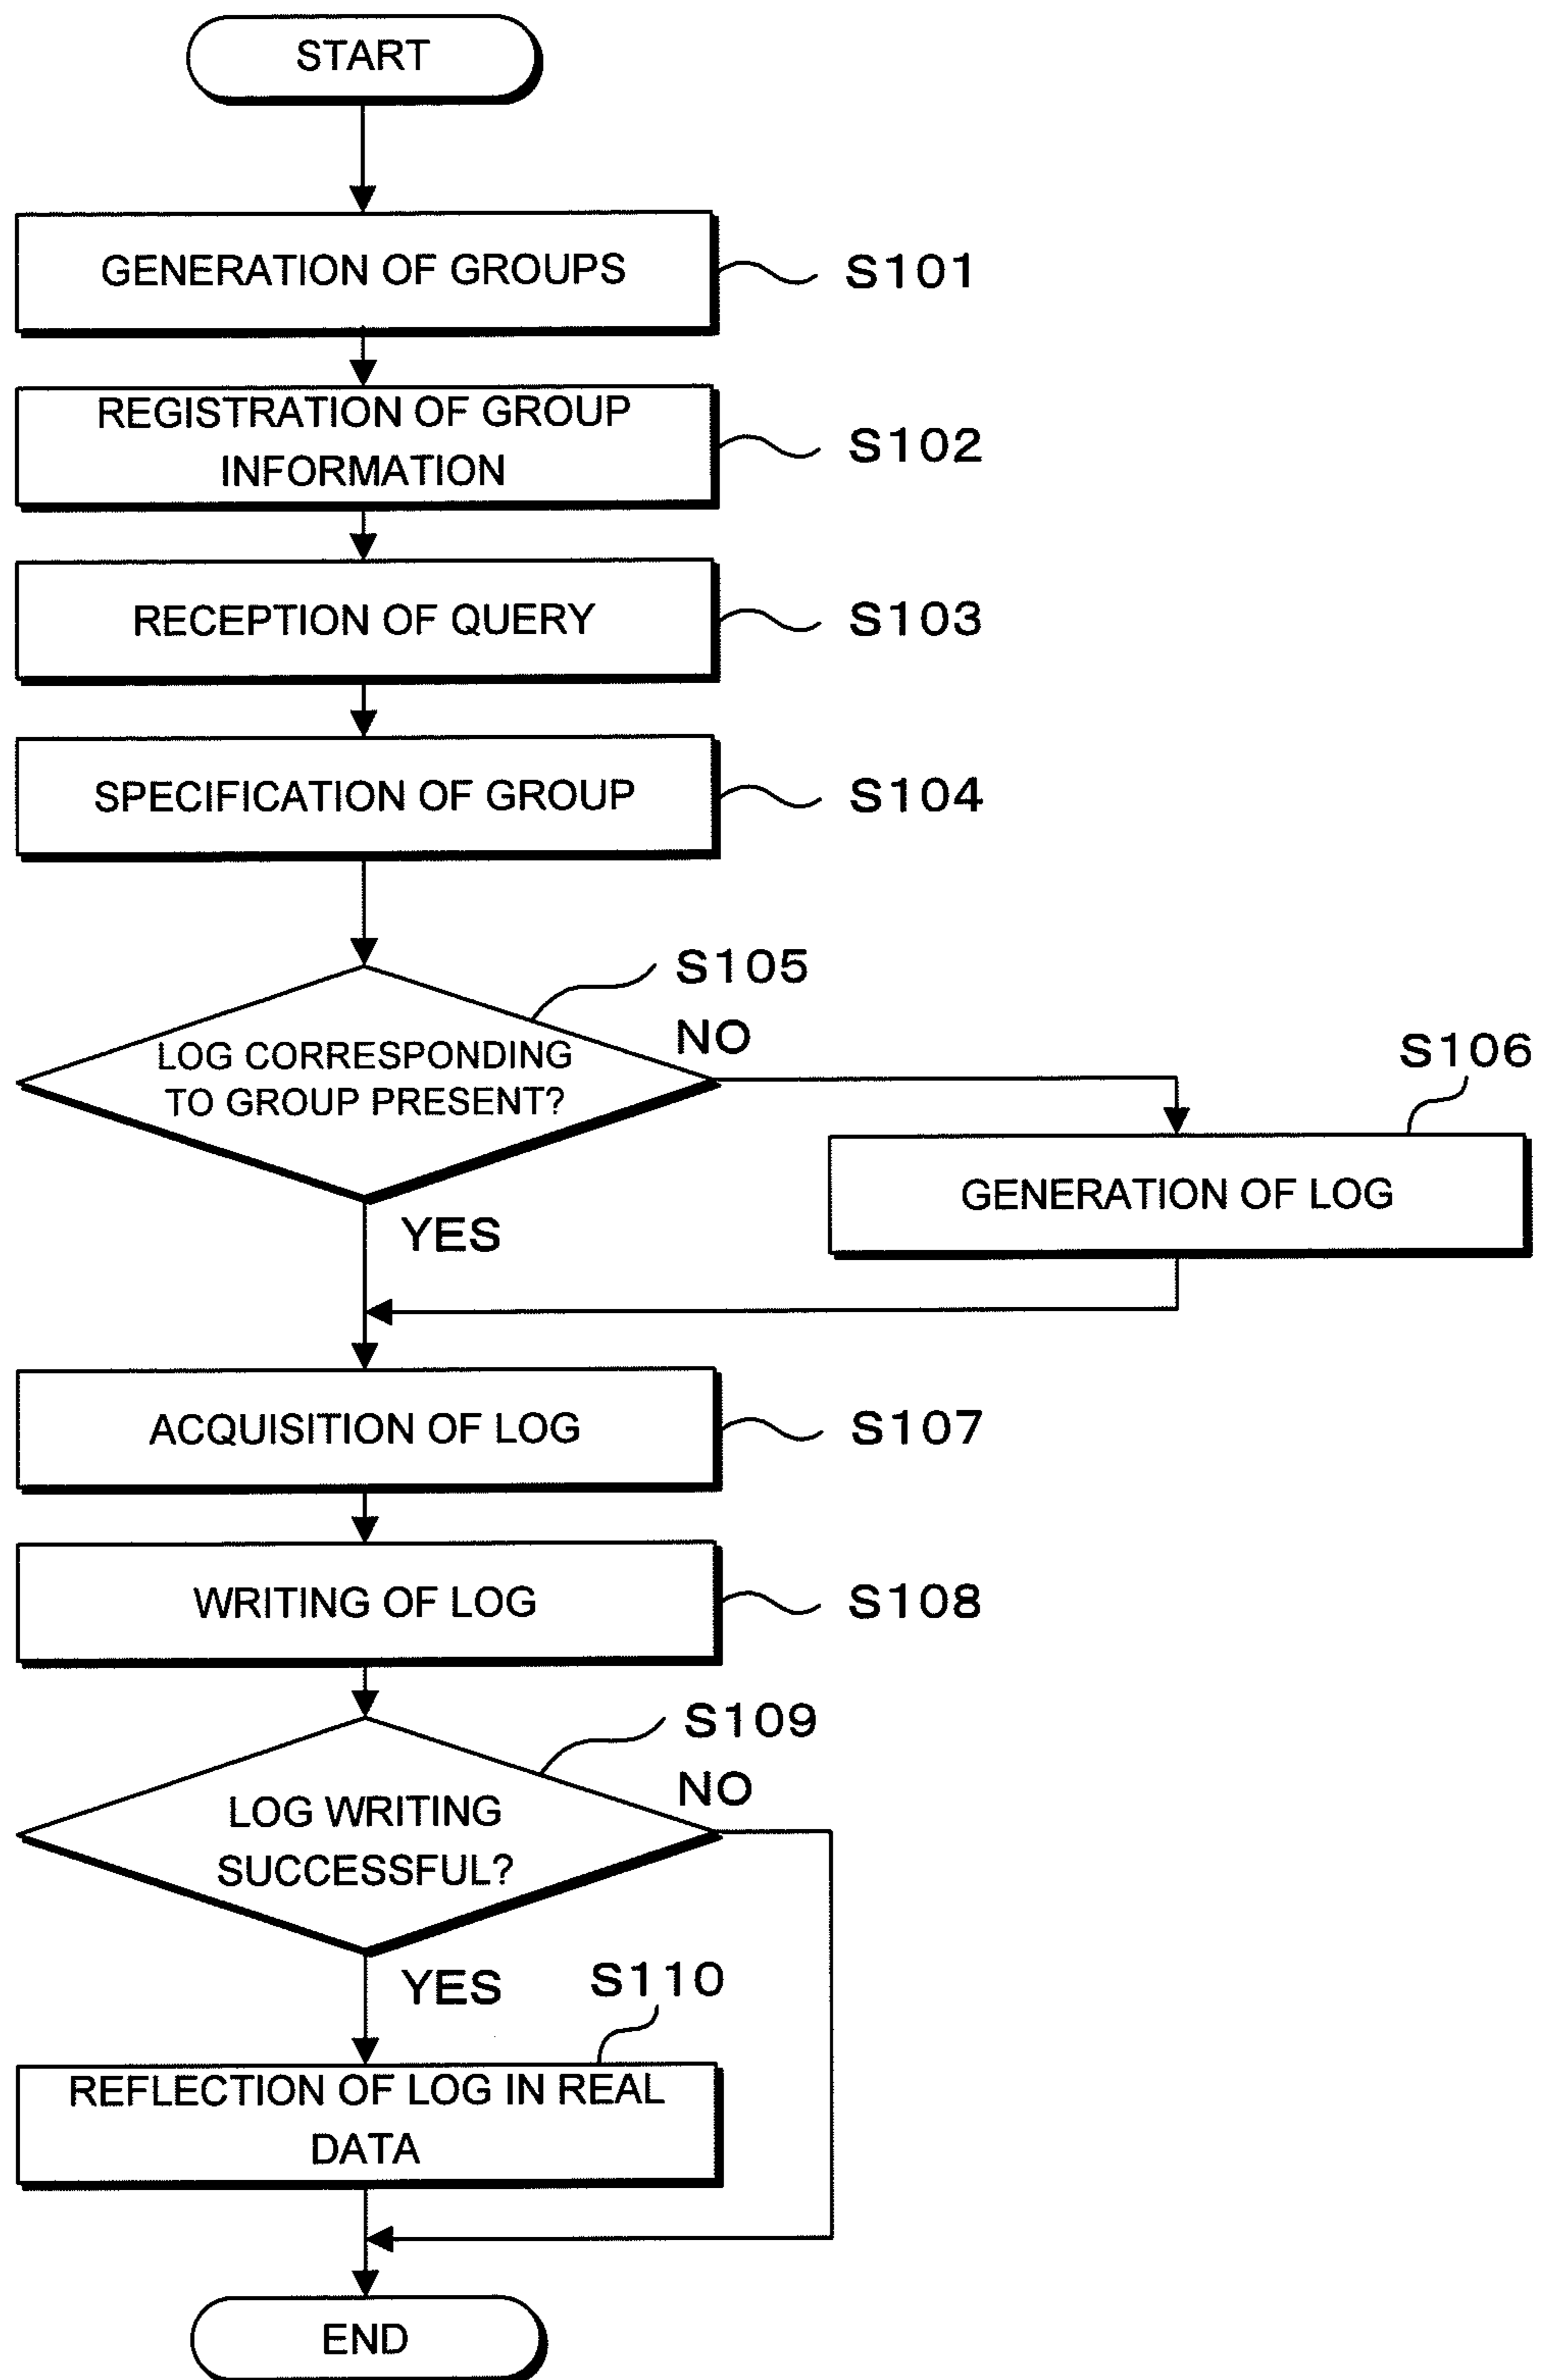 START
GENERATION OF GROUPS
S101
REGISTRATION OF GROUP
INFORMATION
S102
RECEPTION OF QUERY
S103
SPECIFICATION OF GROUP
S104
S105
LOG CORRESPONDING
TO GROUP PRESENT?
NO
S106
GENERATION OF LOG
YES
ACQUISITION OF LOG
S107
WRITING OF LOG
S108
S109
LOG WRITING
SUCCESSFUL?
NO
YES
S110
REFLECTION OF LOG IN REAL
DATA
END